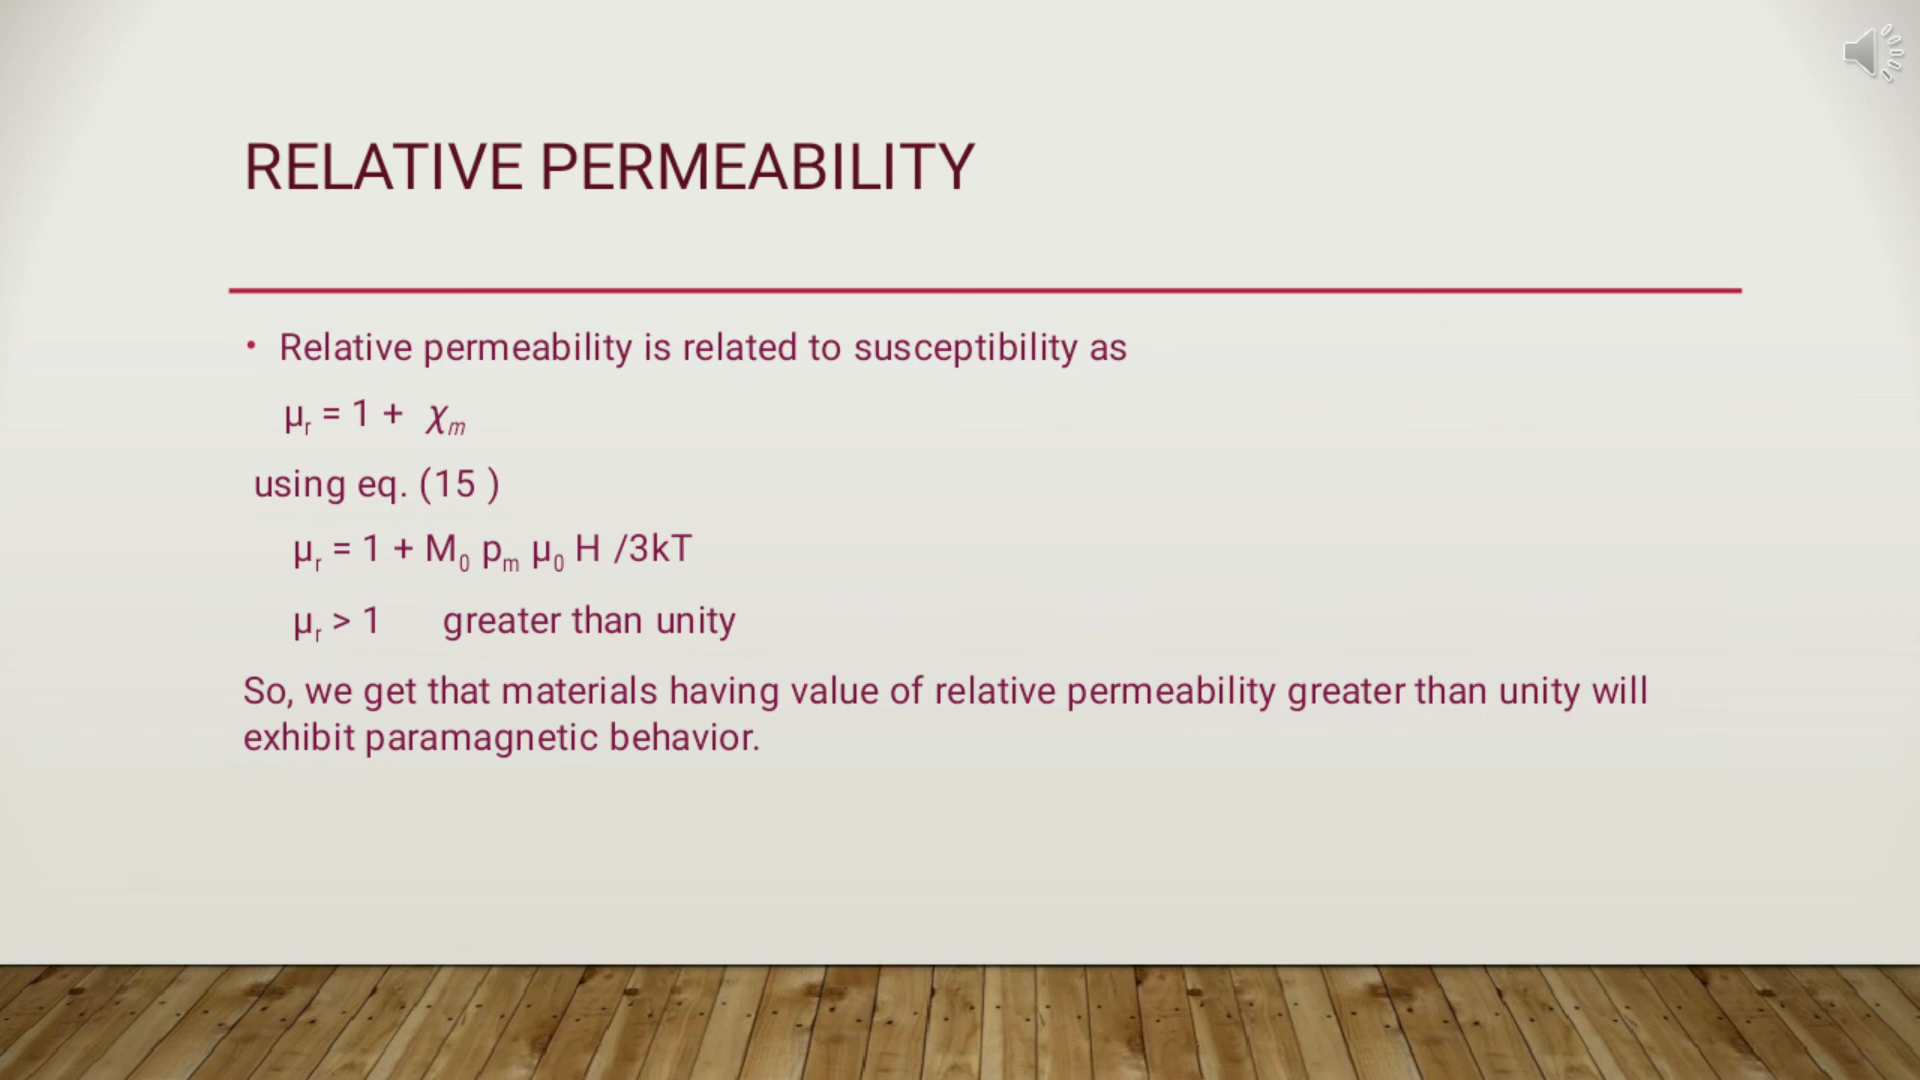 RELATIVE PERMEABILITY
• Relative permeability is related to susceptibility as
μᵣ = 1 + χₘ
using eq. (15 )
μᵣ = 1 + M₀ pₘ μ₀ H /3kT
μᵣ > 1 greater than unity
So, we get that materials having value of relative permeability greater than unity will
exhibit paramagnetic behavior.